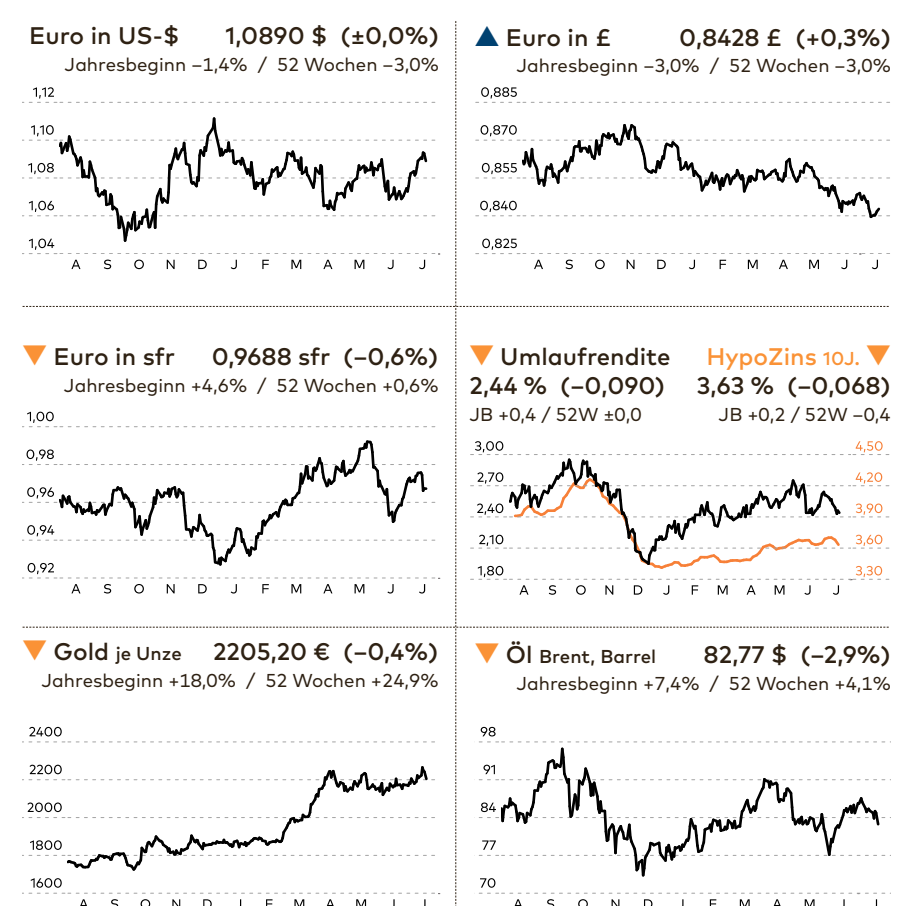 Euro in US-$ 1,0890 $ (±0,0%)
Jahresbeginn –1,4% / 52 Wochen –3,0%
1,12
1,10
1,08
1,06
1,04
A S O N D J F M A M J J
Euro in £ 0,8428 £ (+0,3%)
Jahresbeginn –3,0% / 52 Wochen –3,0%
0,885
0,870
0,855
0,840
0,825
A S O N D J F M A M J J
Euro in sfr 0,9688 sfr (–0,6%)
Jahresbeginn +4,6% / 52 Wochen +0,6%
1,00
0,98
0,96
0,94
0,92
A S O N D J F M A M J J
Umlaufrendite HypoZins 10J.
2,44 % (–0,090) 3,63 % (–0,068)
JB +0,4 / 52W ±0,0 JB +0,2 / 52W –0,4
3,00 4,50
2,70 4,20
2,40 3,90
2,10 3,60
1,80 3,30
A S O N D J F M A M J J
Gold je Unze 2205,20 € (–0,4%)
Jahresbeginn +18,0% / 52 Wochen +24,9%
2400
2200
2000
1800
1600
A S O N D J F M A M J J
Öl Brent, Barrel 82,77 $ (–2,9%)
Jahresbeginn +7,4% / 52 Wochen +4,1%
98
91
84
77
70
A S O N D J F M A M J J